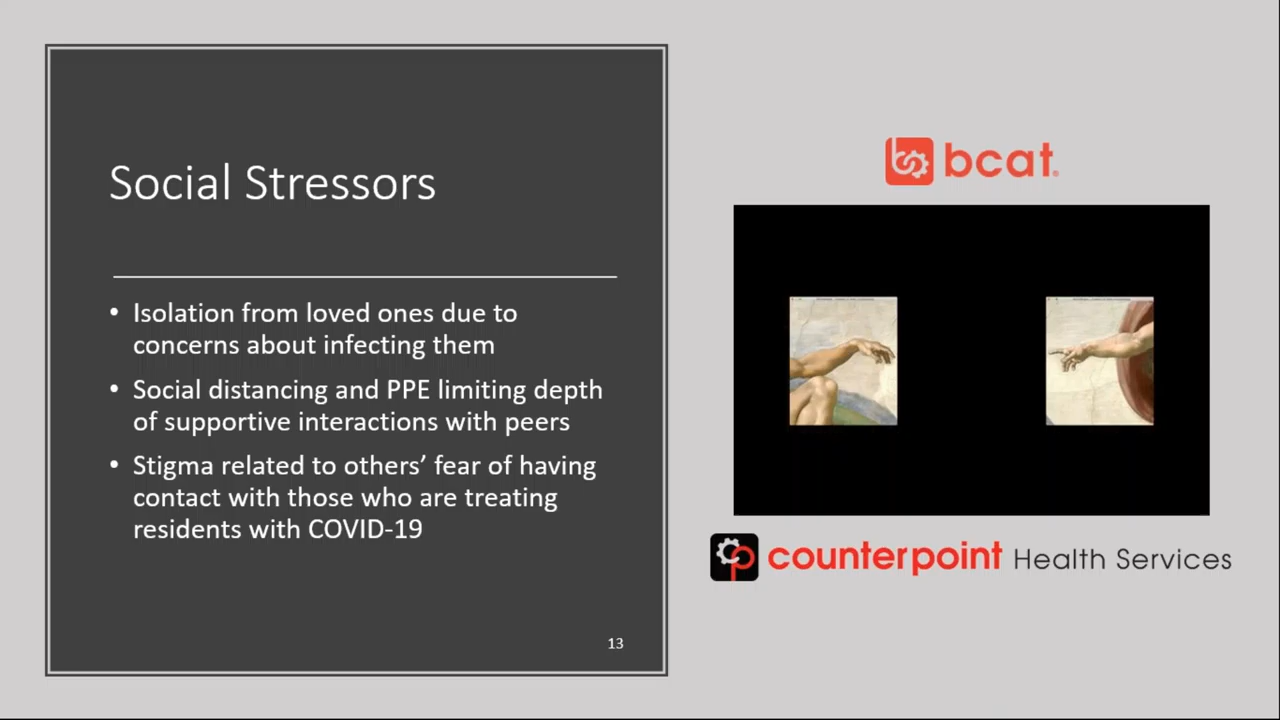 Social Stressors
• Isolation from loved ones due to
concerns about infecting them
• Social distancing and PPE limiting depth
of supportive interactions with peers
• Stigma related to others’ fear of having
contact with those who are treating
residents with COVID-19
13
bcat®
counterpoint Health Services